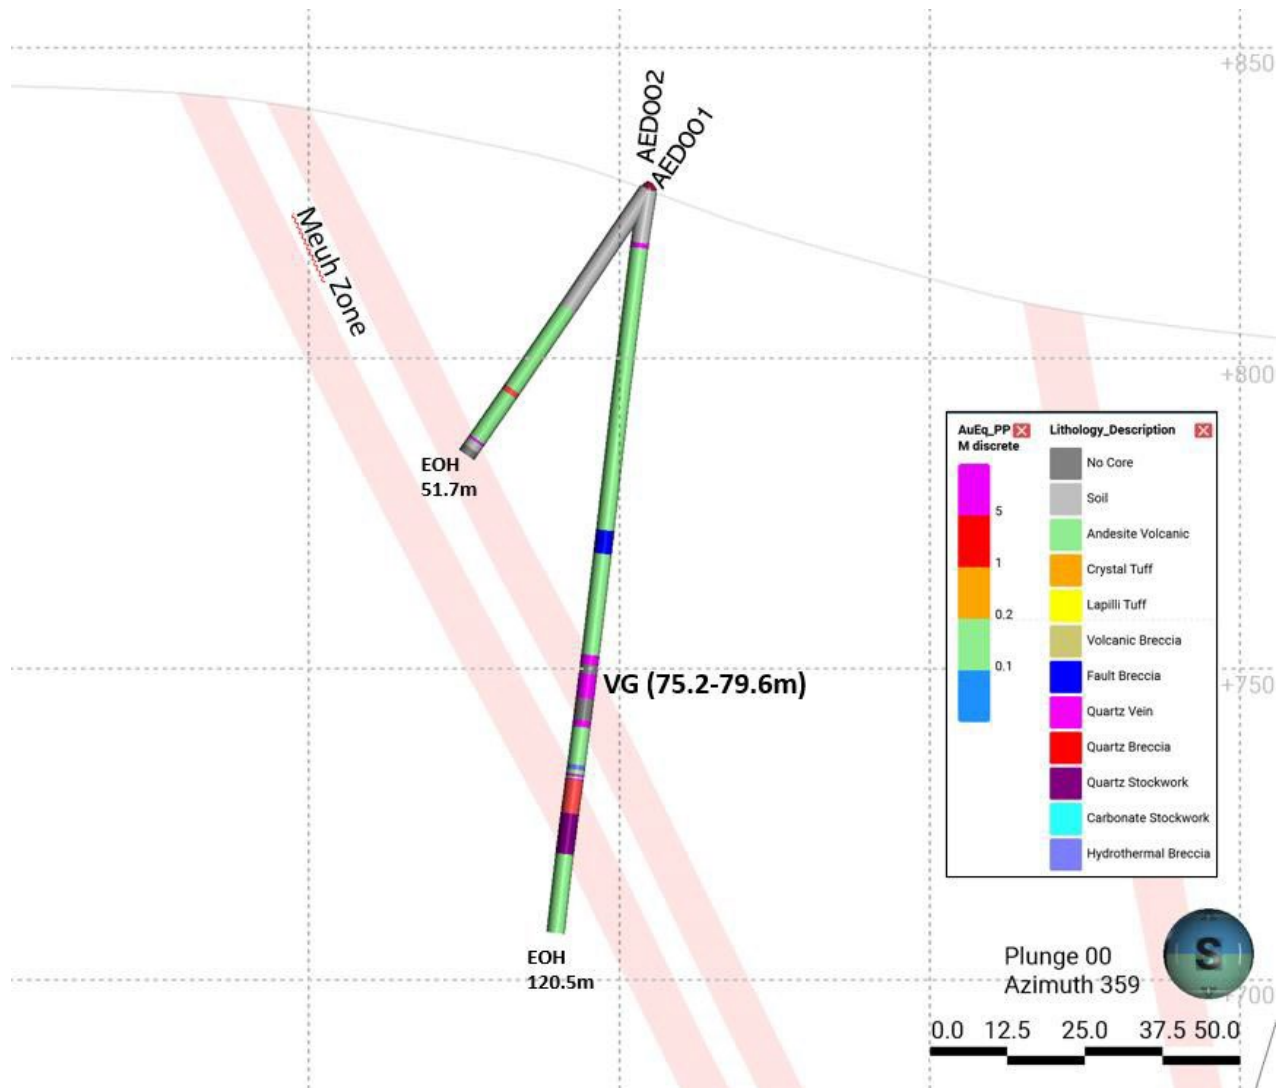 +850
AED002
AED001
Meuh Zone
+800
EOH
51.7m
AuEq_PP
M discrete
5
1
0.2
0.1
Lithology_Description
No Core
Soil
Andesite Volcanic
Crystal Tuff
Lapilli Tuff
Volcanic Breccia
Fault Breccia
Quartz Vein
Quartz Breccia
Quartz Stockwork
Carbonate Stockwork
Hydrothermal Breccia
+750
VG (75.2-79.6m)
EOH
120.5m
S
Plunge 00
Azimuth 359
+700
0.0 12.5 25.0 37.5 50.0